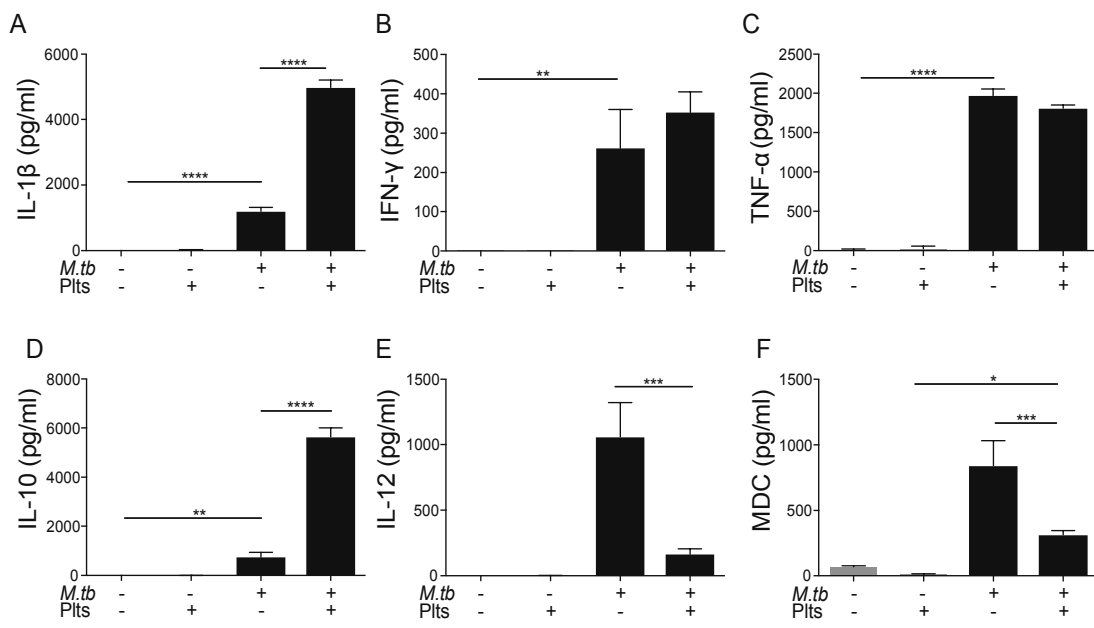 A
IL-1β (pg/ml)
6000
4000
2000
0
****
****
M.tb - - + +
Plts - + - +
B
IFN-γ (pg/ml)
500
400
300
200
100
0
**
M.tb - - + +
Plts - + - +
C
TNF-α (pg/ml)
2500
2000
1500
1000
500
0
****
M.tb - - + +
Plts - + - +
D
IL-10 (pg/ml)
8000
6000
4000
2000
0
****
**
M.tb - - + +
Plts - + - +
E
IL-12 (pg/ml)
1500
1000
500
0
***
M.tb - - + +
Plts - + - +
F
MDC (pg/ml)
1500
1000
500
0
*
***
M.tb - - + +
Plts - + - +